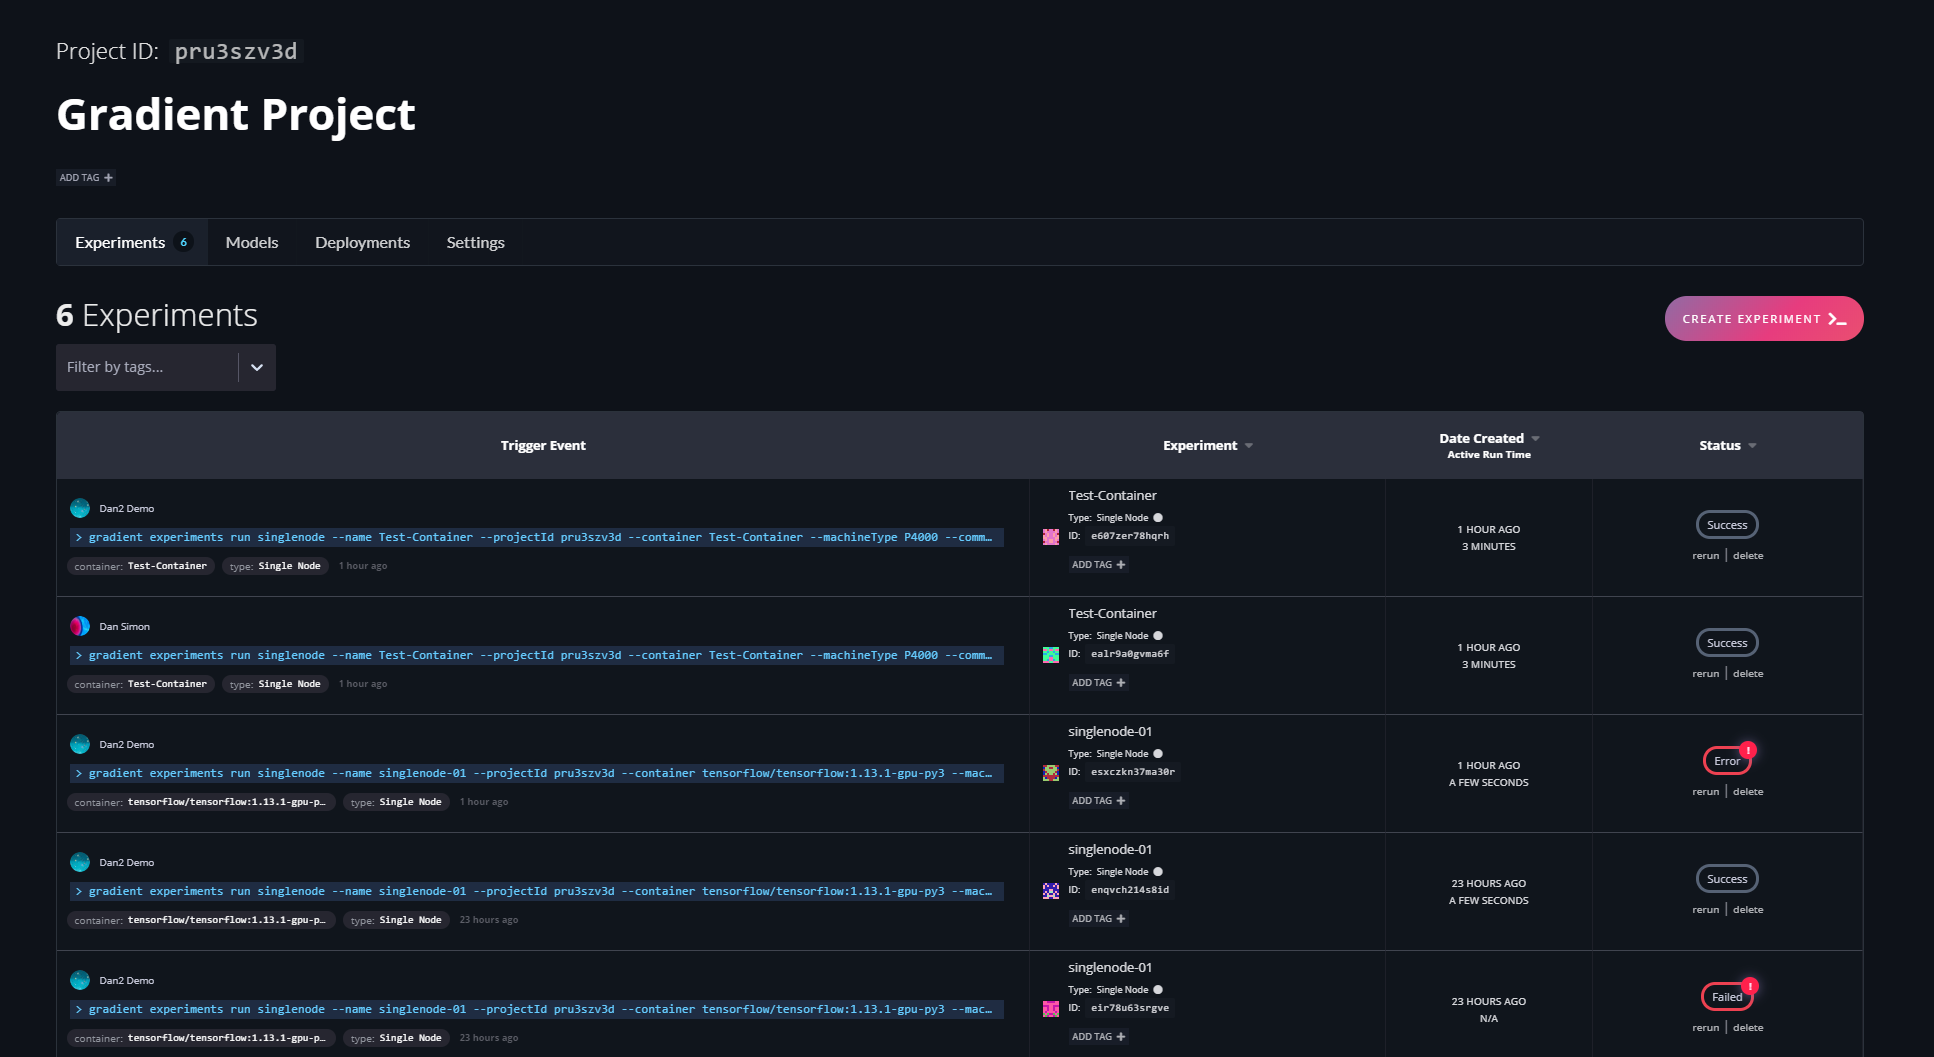 Project ID: pru3szv3d
Gradient Project
ADD TAG +
Experiments 6 Models Deployments Settings
6 Experiments
CREATE EXPERIMENT >_
Filter by tags...
Trigger Event Experiment Date Created Status
Active Run Time
Dan2 Demo
> gradient experiments run singlenode --name Test-Container --projectId pru3szv3d --container Test-Container --machineType P4000 --comm…
container: Test-Container type: Single Node 1 hour ago
Test-Container
Type: Single Node
ID: e607zer78hqrh
ADD TAG +
1 HOUR AGO
3 MINUTES
Success
rerun | delete
Dan Simon
> gradient experiments run singlenode --name Test-Container --projectId pru3szv3d --container Test-Container --machineType P4000 --comm…
container: Test-Container type: Single Node 1 hour ago
Test-Container
Type: Single Node
ID: ealr9a0gvma6f
ADD TAG +
1 HOUR AGO
3 MINUTES
Success
rerun | delete
Dan2 Demo
> gradient experiments run singlenode --name singlenode-01 --projectId pru3szv3d --container tensorflow/tensorflow:1.13.1-gpu-py3 --mac…
container: tensorflow/tensorflow:1.13.1-gpu-p… type: Single Node 1 hour ago
singlenode-01
Type: Single Node
ID: esxczkn37ma30r
ADD TAG +
1 HOUR AGO
A FEW SECONDS
Error !
rerun | delete
Dan2 Demo
> gradient experiments run singlenode --name singlenode-01 --projectId pru3szv3d --container tensorflow/tensorflow:1.13.1-gpu-py3 --mac…
container: tensorflow/tensorflow:1.13.1-gpu-p… type: Single Node 23 hours ago
singlenode-01
Type: Single Node
ID: enqvch214s8id
ADD TAG +
23 HOURS AGO
A FEW SECONDS
Success
rerun | delete
Dan2 Demo
> gradient experiments run singlenode --name singlenode-01 --projectId pru3szv3d --container tensorflow/tensorflow:1.13.1-gpu-py3 --mac…
container: tensorflow/tensorflow:1.13.1-gpu-p… type: Single Node 23 hours ago
singlenode-01
Type: Single Node
ID: eir78u63srgve
ADD TAG +
23 HOURS AGO
N/A
Failed !
rerun | delete